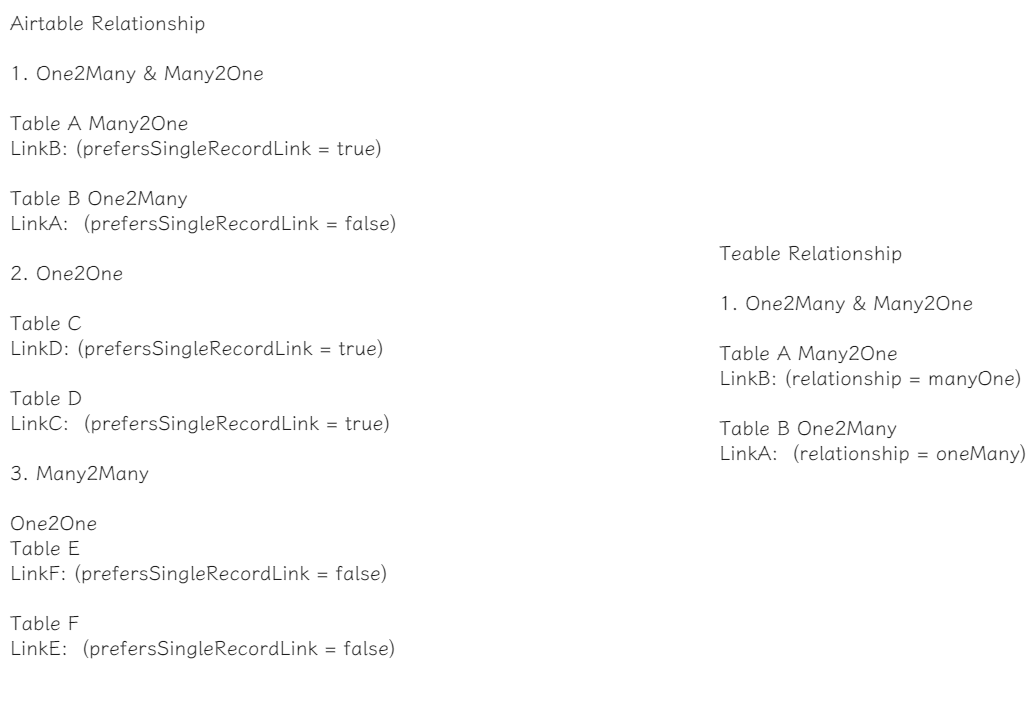 Airtable Relationship
1. One2Many & Many2One
Table A Many2One
LinkB: (prefersSingleRecordLink = true)
Table B One2Many
LinkA:  (prefersSingleRecordLink = false)
2. One2One
Table C
LinkD: (prefersSingleRecordLink = true)
Table D
LinkC:  (prefersSingleRecordLink = true)
3. Many2Many
One2One
Table E
LinkF: (prefersSingleRecordLink = false)
Table F
LinkE:  (prefersSingleRecordLink = false)
Teable Relationship
1. One2Many & Many2One
Table A Many2One
LinkB: (relationship = manyOne)
Table B One2Many
LinkA:  (relationship = oneMany)